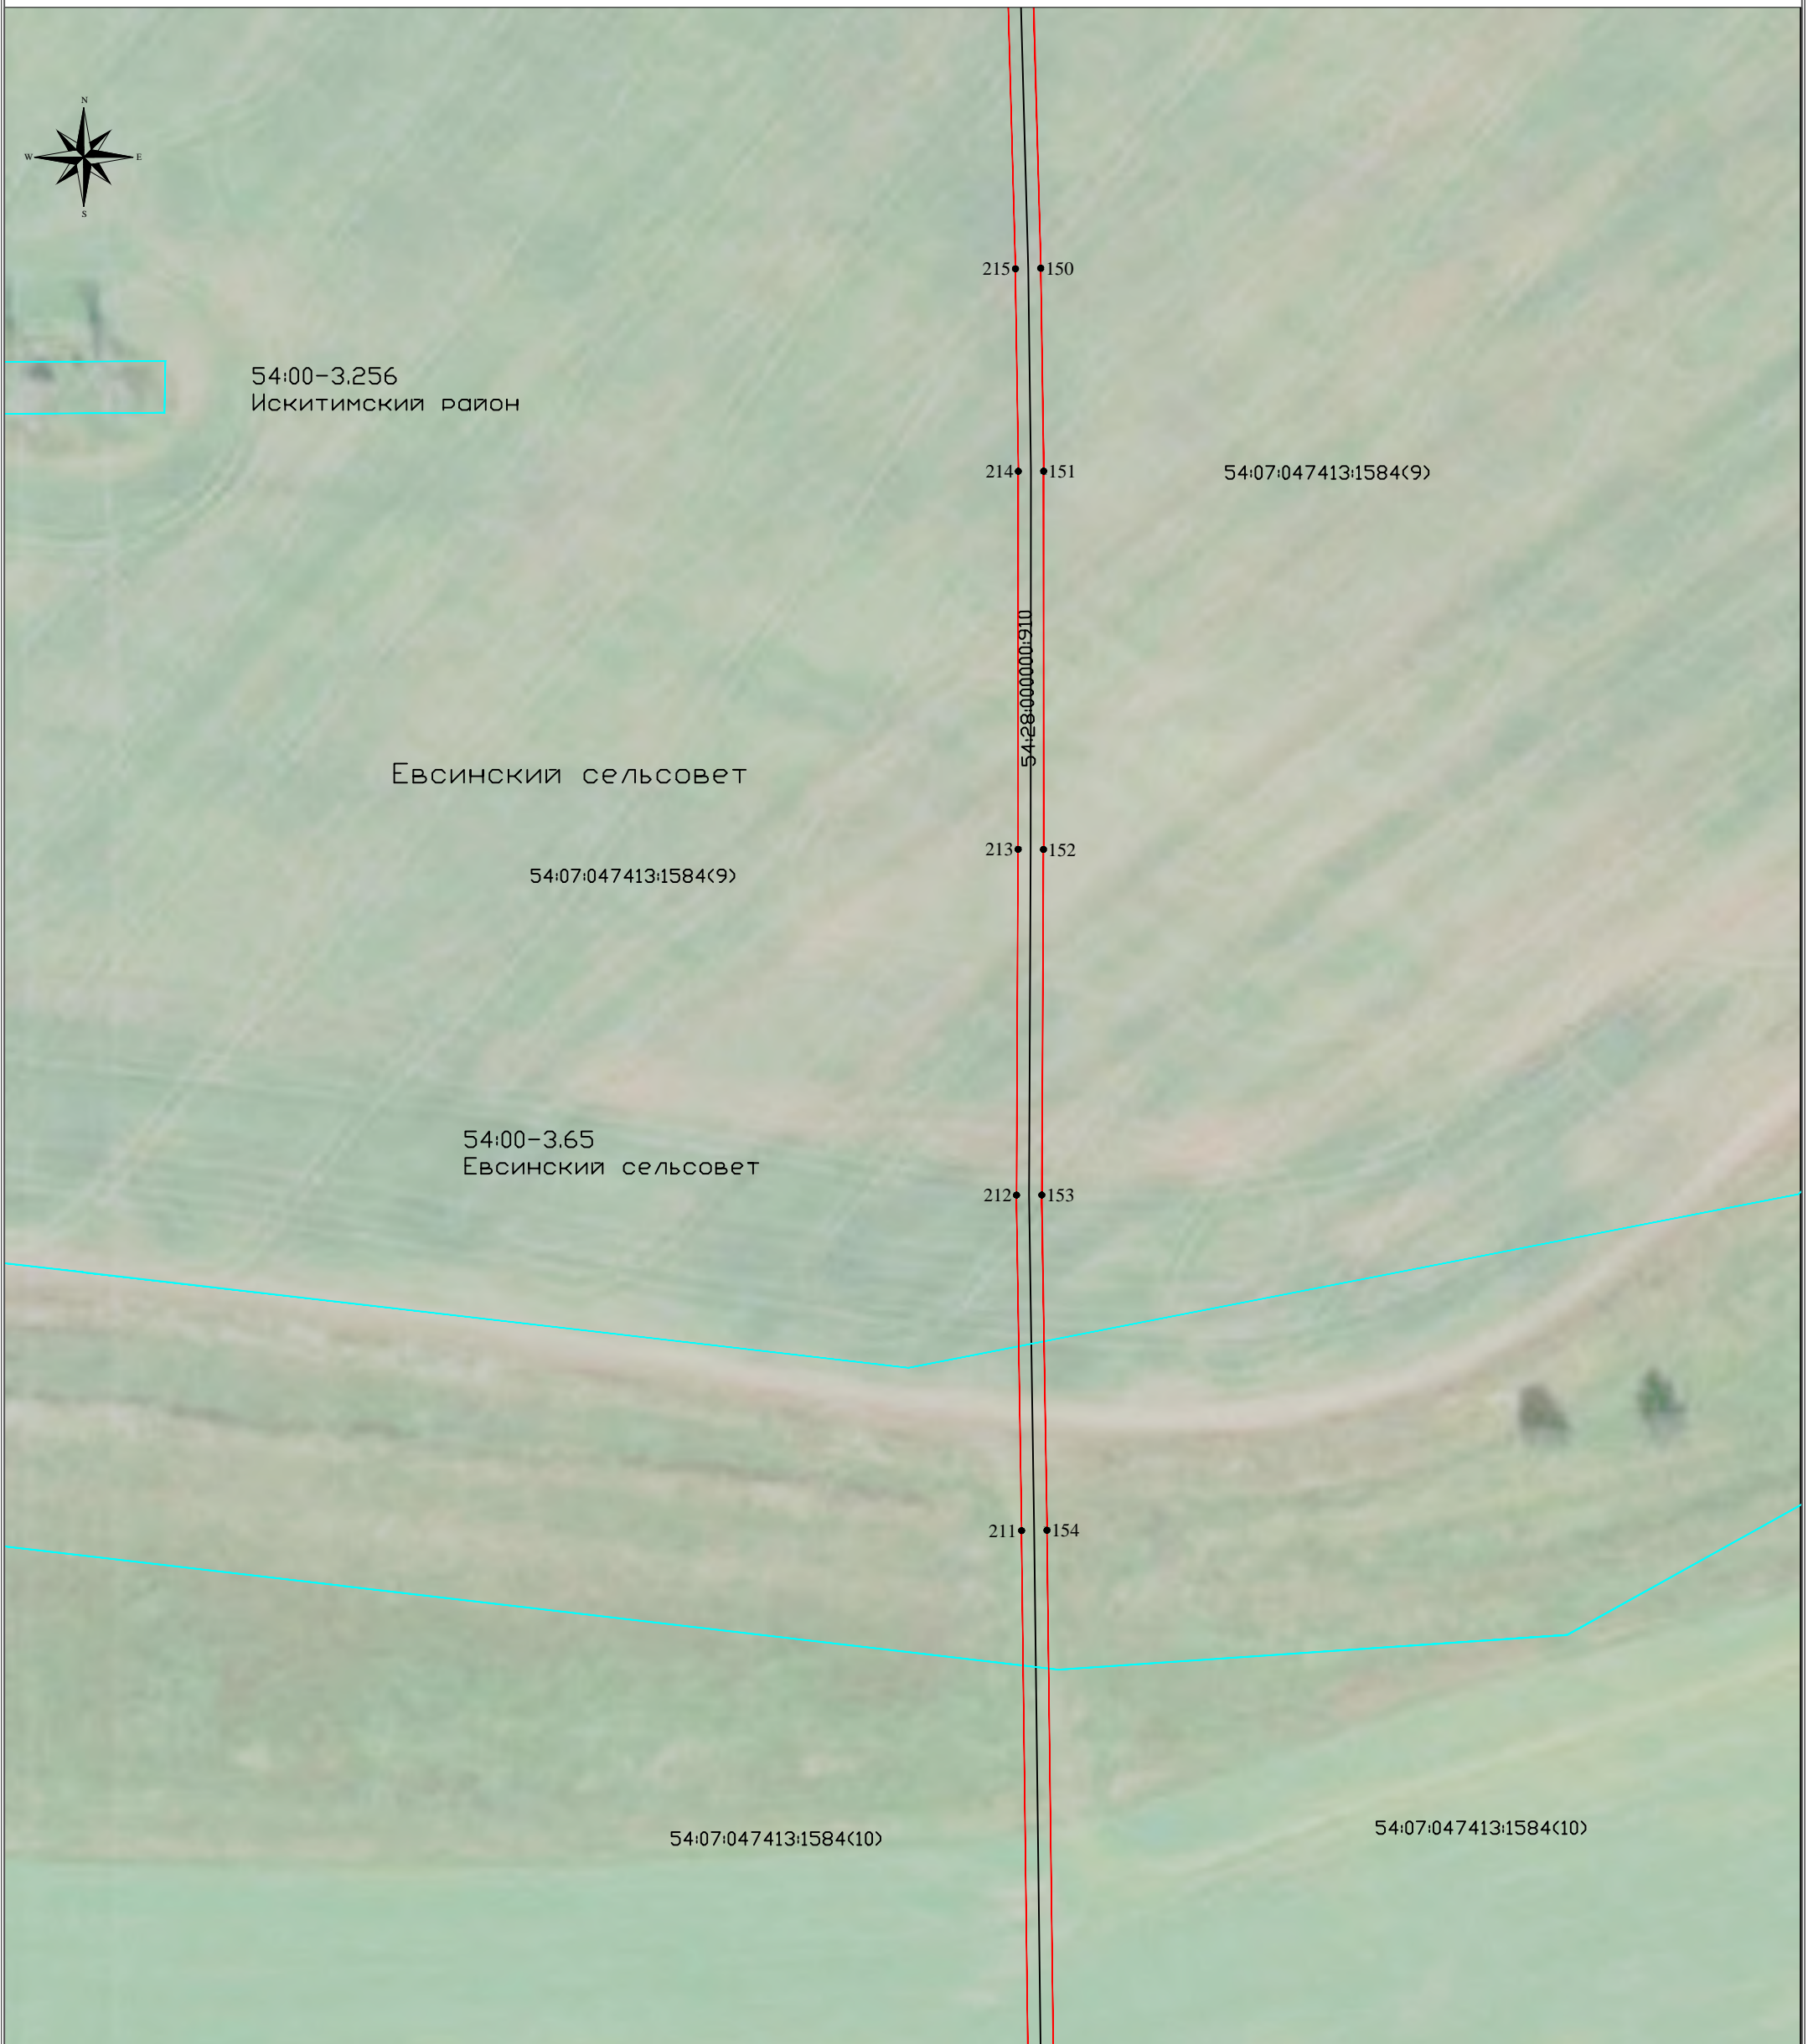 N
W E
S
215 150
54:00-3.256
Искитимский район
214 151
54:07:047413:1584(9)
54:28:000000:910
Евсинский сельсовет
213 152
54:07:047413:1584(9)
54:00-3.65
Евсинский сельсовет
212 153
211 154
54:07:047413:1584(10)
54:07:047413:1584(10)